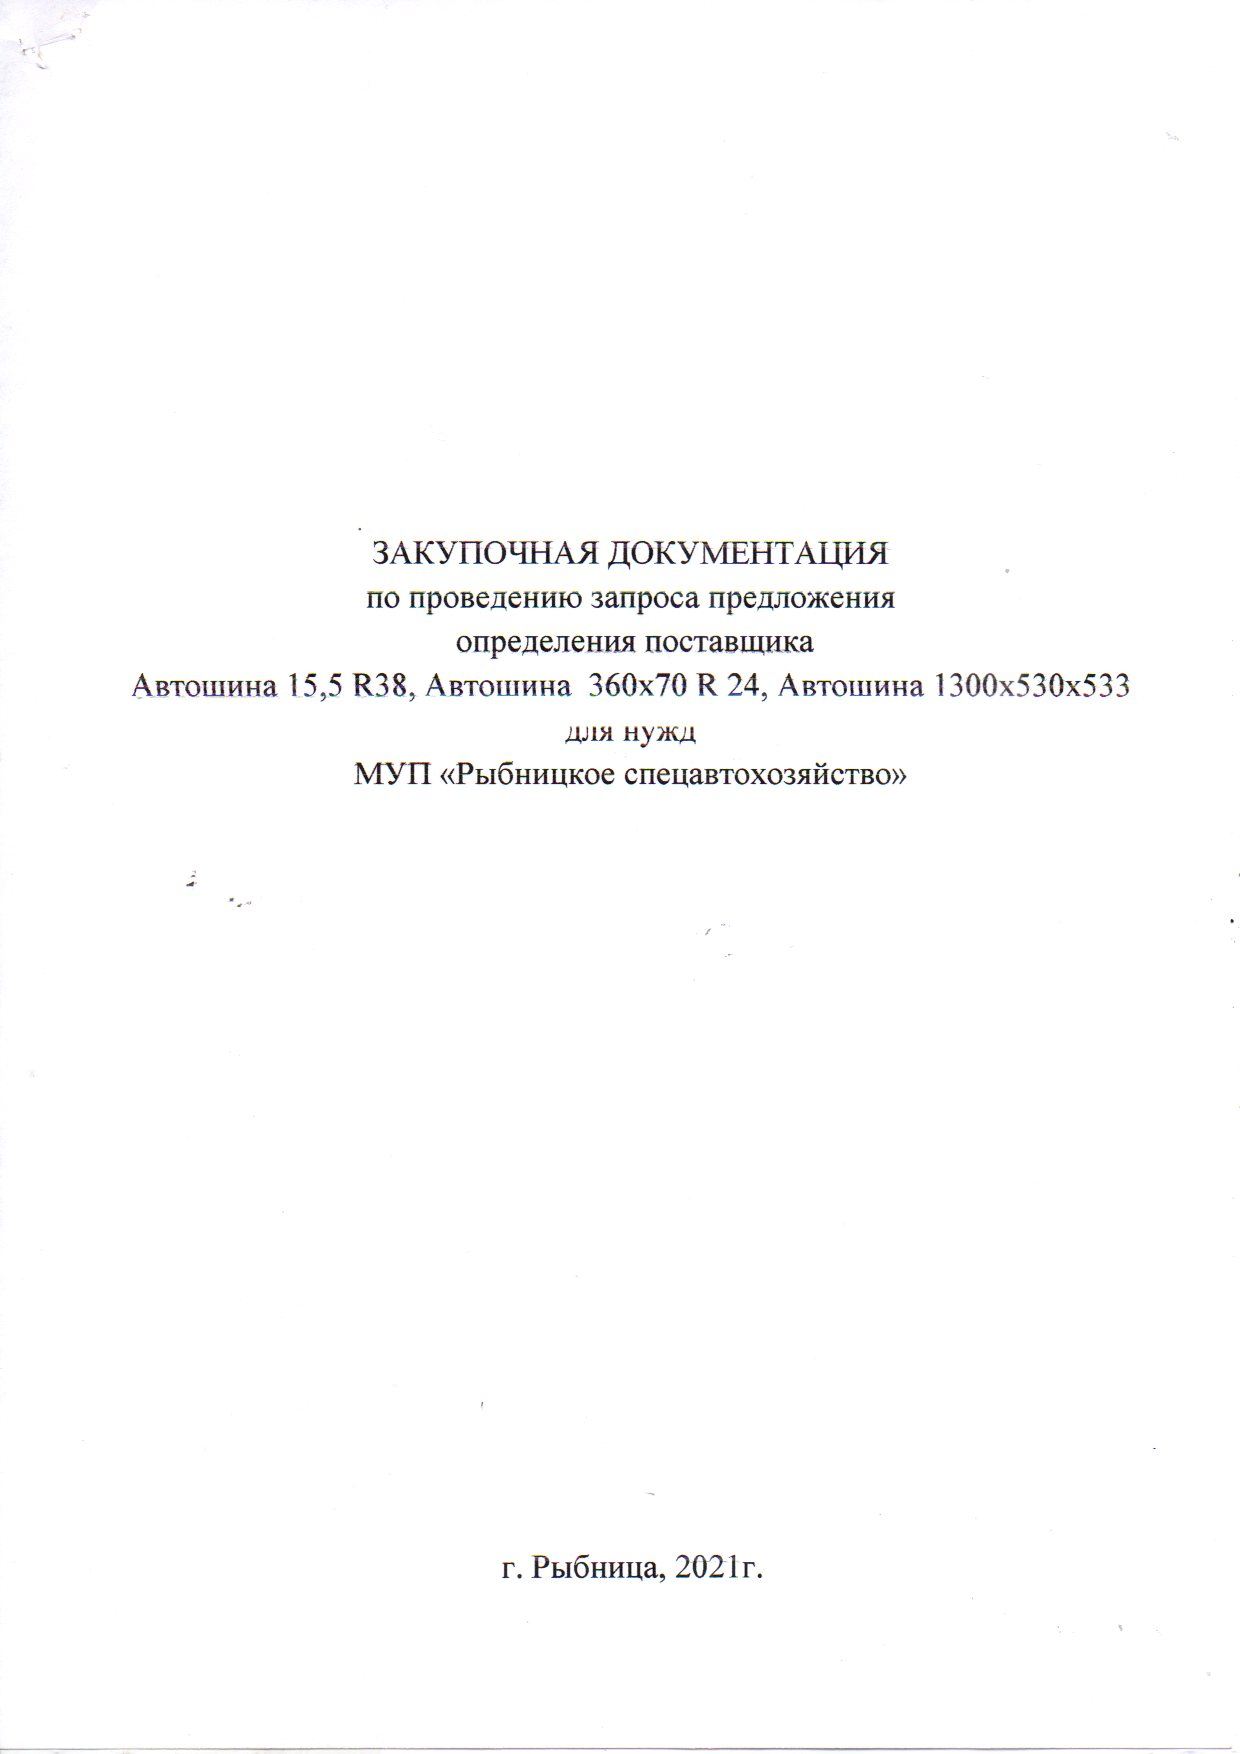 ЗАКУПОЧНАЯ ДОКУМЕНТАЦИЯ
по проведению запроса предложения
определения поставщика
Автошина 15,5 R38, Автошина 360х70 R 24, Автошина 1300х530х533
для нужд
МУП «Рыбницкое спецавтохозяйство»
г. Рыбница, 2021г.